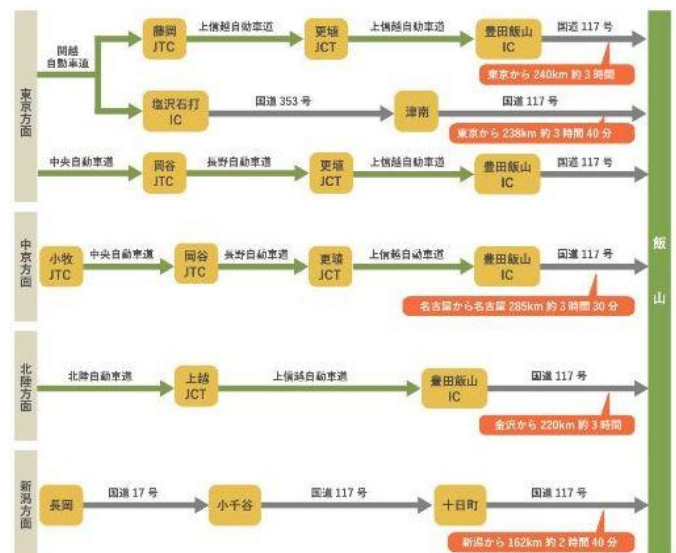 東京方面
関越
自動車道
藤岡
JTC
上信越自動車道
更埴
JCT
上信越自動車道
豊田飯山
IC
国道 117 号
東京から 240km 約 3 時間
塩沢石打
IC
国道 353 号
津南
国道 117 号
東京から 238km 約 3 時間 40 分
中央自動車道
岡谷
JTC
長野自動車道
更埴
JCT
上信越自動車道
豊田飯山
IC
国道 117 号
中京方面
小牧
JTC
中央自動車道
岡谷
JTC
長野自動車道
更埴
JCT
上信越自動車道
豊田飯山
IC
国道 117 号
名古屋から名古屋 285km 約 3 時間 30 分
北陸方面
北陸自動車道
上越
JCT
上信越自動車道
豊田飯山
IC
国道 117 号
金沢から 220km 約 3 時間
新潟方面
長岡
国道 17 号
小千谷
国道 117 号
十日町
国道 117 号
新潟から 162km 約 2 時間 40 分
飯山